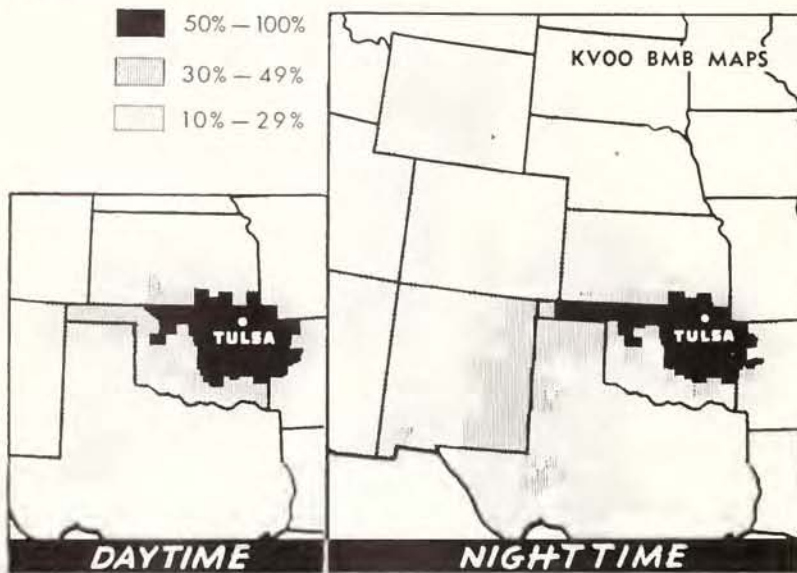 50% — 100%
30% — 49%
10% — 29%
KVOO BMB MAPS
TULSA
TULSA
DAYTIME
NIGHTTIME